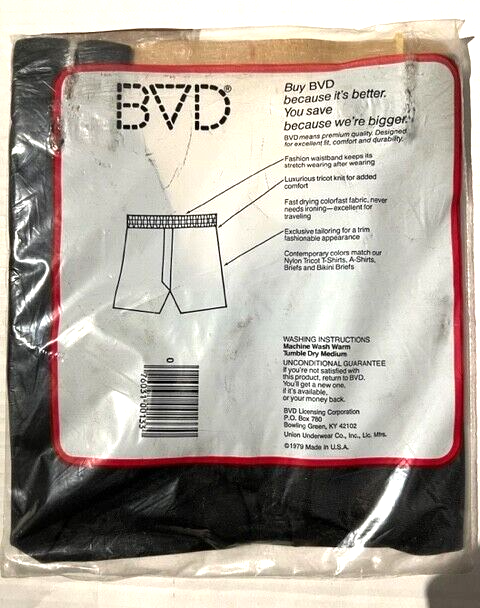 BVD®
Buy BVD
because it's better.
You save
because we're bigger.
BVD means premium quality. Designed
for excellent fit, comfort and durability.
Fashion waistband keeps its
stretch wearing after wearing
Luxurious tricot knit for added
comfort
Fast drying colorfast fabric, never
needs ironing—excellent for
traveling
Exclusive tailoring for a trim
fashionable appearance
Contemporary colors match our
Nylon Tricot T-Shirts, A-Shirts,
Briefs and Bikini Briefs
WASHING INSTRUCTIONS
Machine Wash Warm
Tumble Dry Medium
UNCONDITIONAL GUARANTEE
If you're not satisfied with
this product, return to BVD.
You'll get a new one,
if it's available,
or your money back.
BVD Licensing Corporation
P.O. Box 780
Bowling Green, KY 42102
Union Underwear Co., Inc., Lic. Mfrs.
©1979 Made in U.S.A.
0